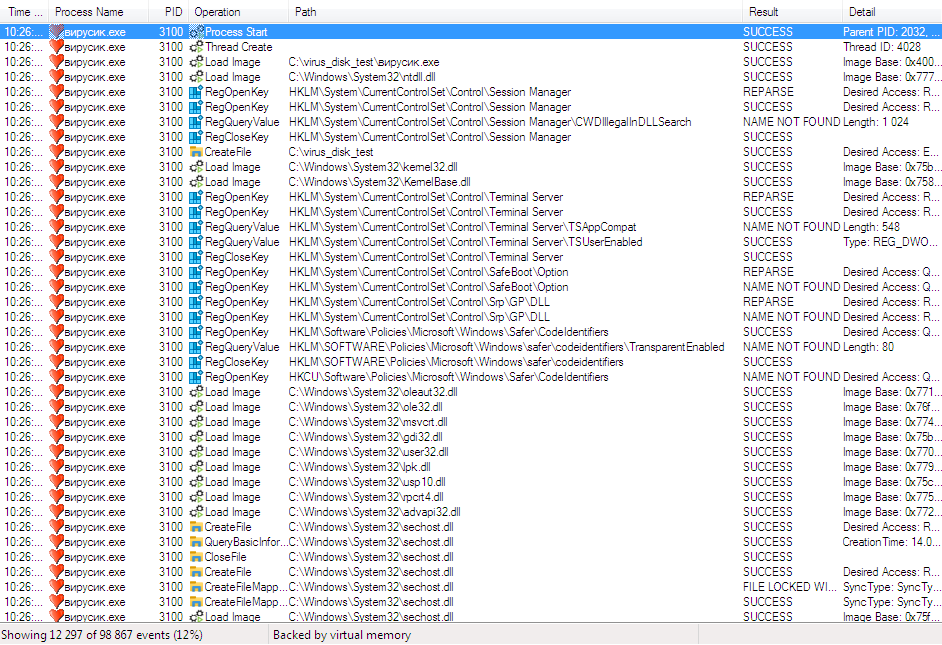 Time ... Process Name PID Operation Path Result Detail
10:26:... вирусик.exe 3100 Process Start SUCCESS Parent PID: 2032, ...
10:26:... вирусик.exe 3100 Thread Create SUCCESS Thread ID: 4028
10:26:... вирусик.exe 3100 Load Image C:\virus_disk_test\вирусик.exe SUCCESS Image Base: 0x400...
10:26:... вирусик.exe 3100 Load Image C:\Windows\System32\ntdll.dll SUCCESS Image Base: 0x777...
10:26:... вирусик.exe 3100 RegOpenKey HKLM\System\CurrentControlSet\Control\Session Manager REPARSE Desired Access: R...
10:26:... вирусик.exe 3100 RegOpenKey HKLM\System\CurrentControlSet\Control\Session Manager SUCCESS Desired Access: R...
10:26:... вирусик.exe 3100 RegQueryValue HKLM\System\CurrentControlSet\Control\Session Manager\CWDIllegalInDLLSearch NAME NOT FOUND Length: 1 024
10:26:... вирусик.exe 3100 RegCloseKey HKLM\System\CurrentControlSet\Control\Session Manager SUCCESS
10:26:... вирусик.exe 3100 CreateFile C:\virus_disk_test SUCCESS Desired Access: E...
10:26:... вирусик.exe 3100 Load Image C:\Windows\System32\kernel32.dll SUCCESS Image Base: 0x75b...
10:26:... вирусик.exe 3100 Load Image C:\Windows\System32\KernelBase.dll SUCCESS Image Base: 0x758...
10:26:... вирусик.exe 3100 RegOpenKey HKLM\System\CurrentControlSet\Control\Terminal Server REPARSE Desired Access: R...
10:26:... вирусик.exe 3100 RegOpenKey HKLM\System\CurrentControlSet\Control\Terminal Server SUCCESS Desired Access: R...
10:26:... вирусик.exe 3100 RegQueryValue HKLM\System\CurrentControlSet\Control\Terminal Server\TSAppCompat NAME NOT FOUND Length: 548
10:26:... вирусик.exe 3100 RegQueryValue HKLM\System\CurrentControlSet\Control\Terminal Server\TSUserEnabled SUCCESS Type: REG_DWO...
10:26:... вирусик.exe 3100 RegCloseKey HKLM\System\CurrentControlSet\Control\Terminal Server SUCCESS
10:26:... вирусик.exe 3100 RegOpenKey HKLM\System\CurrentControlSet\Control\SafeBoot\Option REPARSE Desired Access: Q...
10:26:... вирусик.exe 3100 RegOpenKey HKLM\System\CurrentControlSet\Control\SafeBoot\Option NAME NOT FOUND Desired Access: Q...
10:26:... вирусик.exe 3100 RegOpenKey HKLM\System\CurrentControlSet\Control\Srp\GP\DLL REPARSE Desired Access: R...
10:26:... вирусик.exe 3100 RegOpenKey HKLM\System\CurrentControlSet\Control\Srp\GP\DLL NAME NOT FOUND Desired Access: R...
10:26:... вирусик.exe 3100 RegOpenKey HKLM\Software\Policies\Microsoft\Windows\Safer\CodeIdentifiers SUCCESS Desired Access: Q...
10:26:... вирусик.exe 3100 RegQueryValue HKLM\SOFTWARE\Policies\Microsoft\Windows\safer\codeidentifiers\TransparentEnabled NAME NOT FOUND Length: 80
10:26:... вирусик.exe 3100 RegCloseKey HKLM\SOFTWARE\Policies\Microsoft\Windows\safer\codeidentifiers SUCCESS
10:26:... вирусик.exe 3100 RegOpenKey HKCU\Software\Policies\Microsoft\Windows\Safer\CodeIdentifiers NAME NOT FOUND Desired Access: Q...
10:26:... вирусик.exe 3100 Load Image C:\Windows\System32\oleaut32.dll SUCCESS Image Base: 0x771...
10:26:... вирусик.exe 3100 Load Image C:\Windows\System32\ole32.dll SUCCESS Image Base: 0x76f...
10:26:... вирусик.exe 3100 Load Image C:\Windows\System32\msvcrt.dll SUCCESS Image Base: 0x774...
10:26:... вирусик.exe 3100 Load Image C:\Windows\System32\gdi32.dll SUCCESS Image Base: 0x75b...
10:26:... вирусик.exe 3100 Load Image C:\Windows\System32\user32.dll SUCCESS Image Base: 0x770...
10:26:... вирусик.exe 3100 Load Image C:\Windows\System32\lpk.dll SUCCESS Image Base: 0x779...
10:26:... вирусик.exe 3100 Load Image C:\Windows\System32\usp10.dll SUCCESS Image Base: 0x75c...
10:26:... вирусик.exe 3100 Load Image C:\Windows\System32\rpcrt4.dll SUCCESS Image Base: 0x775...
10:26:... вирусик.exe 3100 Load Image C:\Windows\System32\advapi32.dll SUCCESS Image Base: 0x772...
10:26:... вирусик.exe 3100 CreateFile C:\Windows\System32\sechost.dll SUCCESS Desired Access: R...
10:26:... вирусик.exe 3100 QueryBasicInfor... C:\Windows\System32\sechost.dll SUCCESS CreationTime: 14.0...
10:26:... вирусик.exe 3100 CloseFile C:\Windows\System32\sechost.dll SUCCESS
10:26:... вирусик.exe 3100 CreateFile C:\Windows\System32\sechost.dll SUCCESS Desired Access: R...
10:26:... вирусик.exe 3100 CreateFileMapp... C:\Windows\System32\sechost.dll FILE LOCKED WI... SyncType: SyncTy...
10:26:... вирусик.exe 3100 CreateFileMapp... C:\Windows\System32\sechost.dll SUCCESS SyncType: SyncTy...
10:26:... вирусик.exe 3100 Load Image C:\Windows\System32\sechost.dll SUCCESS Image Base: 0x75f...
Showing 12 297 of 98 867 events (12%) Backed by virtual memory